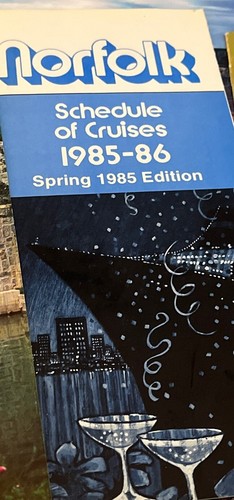 Norfolk
Schedule
of Cruises
1985-86
Spring 1985 Edition